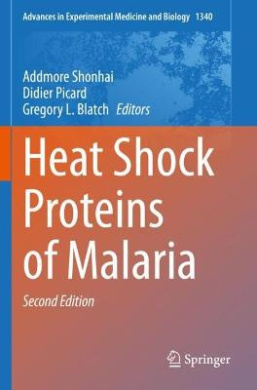 Advances in Experimental Medicine and Biology 1340
Addmore Shonhai
Didier Picard
Gregory L. Blatch Editors
Heat Shock
Proteins
of Malaria
Second Edition
Springer